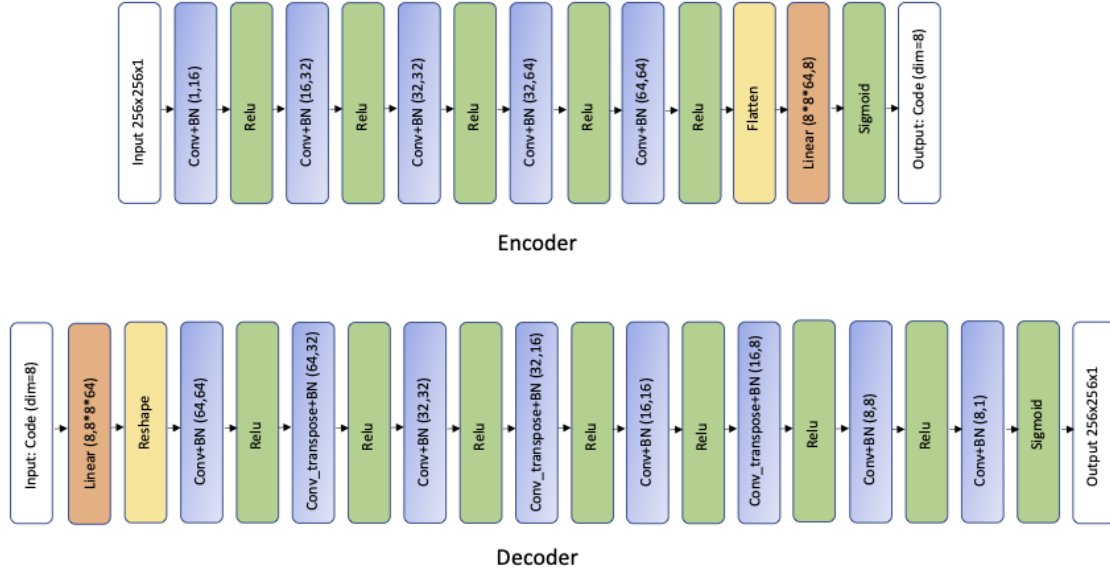 Input 256x256x1
Conv+BN (1,16)
Relu
Conv+BN (16,32)
Relu
Conv+BN (32,32)
Relu
Conv+BN (32,64)
Relu
Conv+BN (64,64)
Relu
Flatten
Linear (8*8*64,8)
Sigmoid
Output: Code (dim=8)
Encoder
Input: Code (dim=8)
Linear (8,8*8*64)
Reshape
Conv+BN (64,64)
Relu
Conv_transpose+BN (64,32)
Relu
Conv+BN (32,32)
Relu
Conv_transpose+BN (32,16)
Relu
Conv+BN (16,16)
Relu
Conv_transpose+BN (16,8)
Relu
Conv+BN (8,8)
Relu
Conv+BN (8,1)
Sigmoid
Output 256x256x1
Decoder